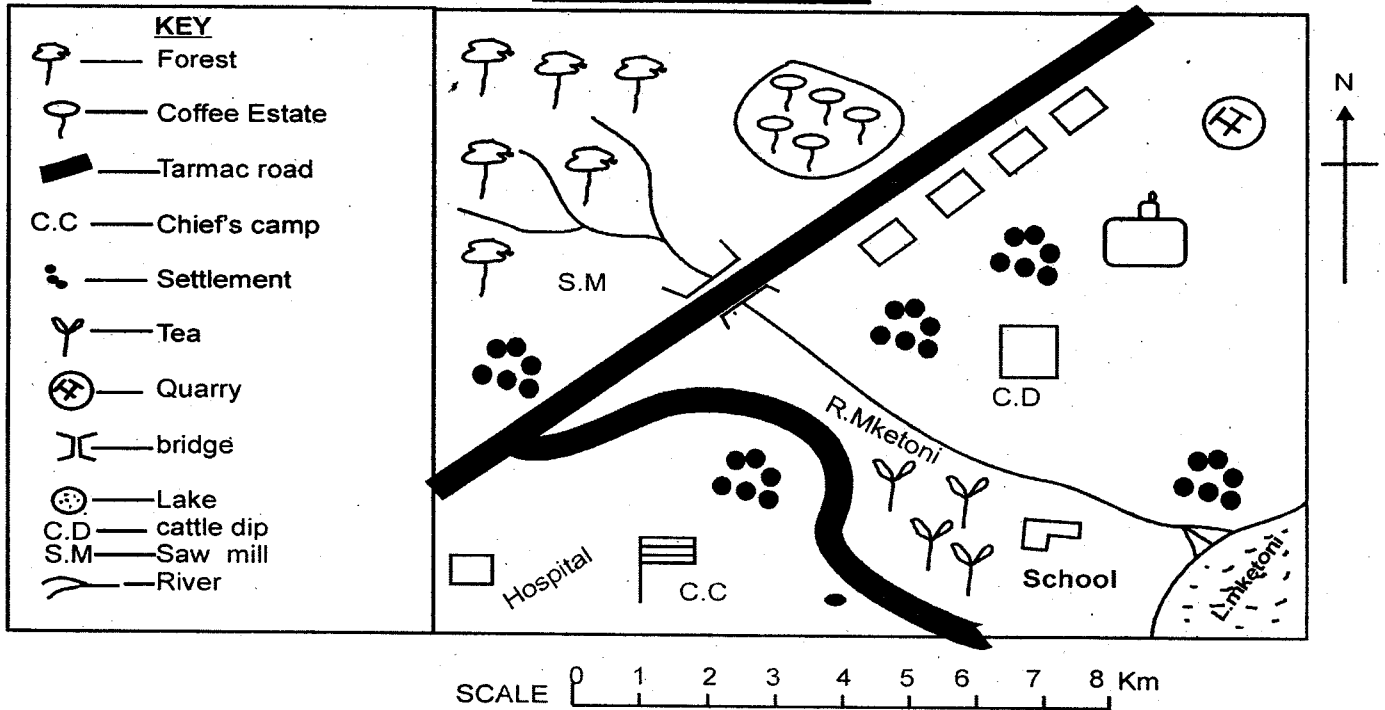 KEY
Forest
Coffee Estate
Tarmac road
C.C Chief's camp
Settlement
Tea
Quarry
bridge
Lake
C.D cattle dip
S.M Saw mill
River
N
S.M
C.D
R.Mketoni
Hospital
C.C
School
L.mketoni
SCALE 0 1 2 3 4 5 6 7 8 Km